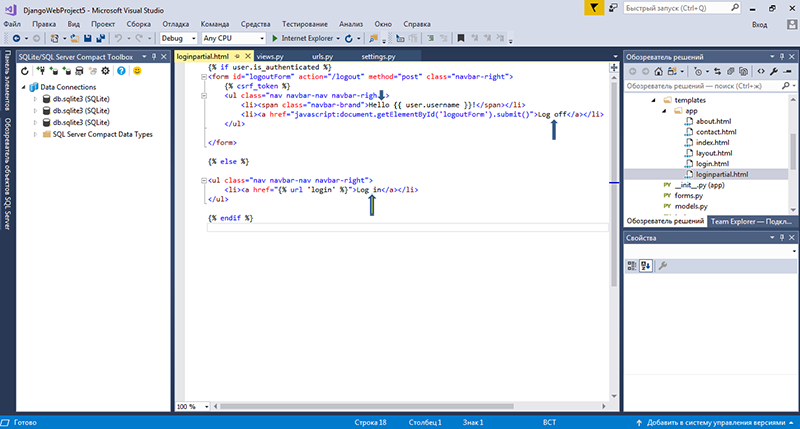 DjangoWebProject5 - Microsoft Visual Studio
Быстрый запуск (Ctrl+Q)
Файл Правка Вид Проект Сборка Отладка Команда Средства Тестирование Анализ Окно Справка
Вход
Debug Any CPU Internet Explorer
Панель элементов
Обозреватель объектов SQL Server
SQLite/SQL Server Compact Toolbox
Data Connections
db.sqlite3 (SQLite)
db.sqlite3 (SQLite)
db.sqlite3 (SQLite)
SQL Server Compact Data Types
loginpartial.html views.py urls.py settings.py
{% if user.is_authenticated %}
<form id="logoutForm" action="/logout" method="post" class="navbar-right">
{% csrf_token %}
<ul class="nav navbar-nav navbar-right">
<li><span class="navbar-brand">Hello {{ user.username }}!</span></li>
<li><a href="javascript:document.getElementById('logoutForm').submit()">Log off</a></li>
</ul>
</form>
{% else %}
<ul class="nav navbar-nav navbar-right">
<li><a href="{% url 'login' %}">Log in</a></li>
</ul>
{% endif %}
100 %
Обозреватель решений
Обозреватель решений — поиск (Ctrl+ж)
templates
app
about.html
contact.html
index.html
layout.html
login.html
loginpartial.html
__init__.py (app)
forms.py
models.py
Обозреватель решений Team Explorer — Подкл...
Свойства
Готово Строка 18 Столбец 1 Знак 1 ВСТ Добавить в систему управления версиями